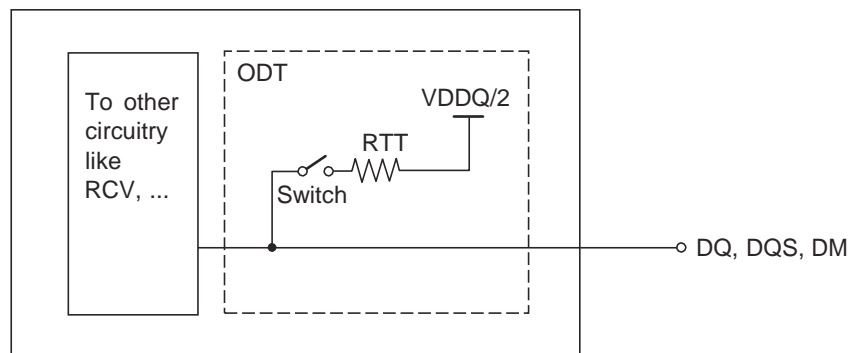 ODT
To other
circuitry
like
RCV, ...
VDDQ/2
RTT
Switch
DQ, DQS, DM